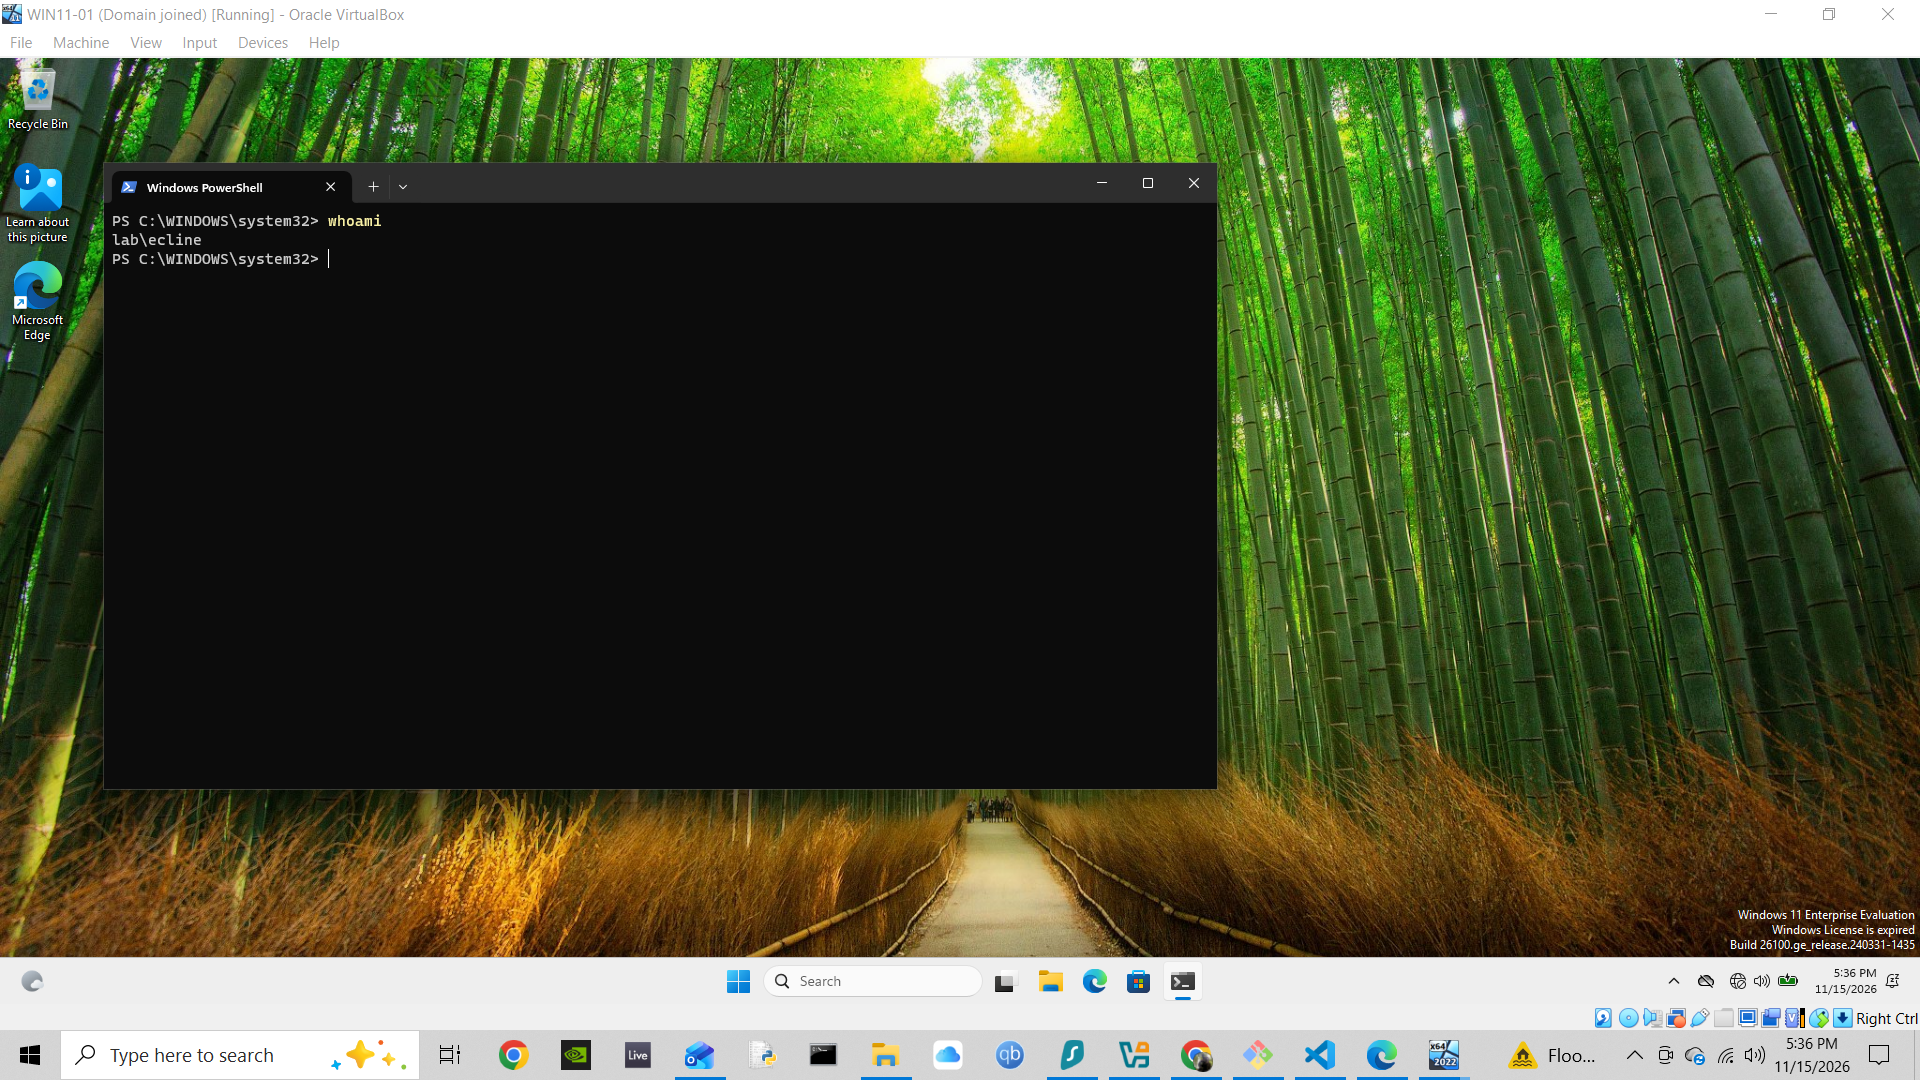 WIN11-01 (Domain joined) [Running] - Oracle VirtualBox
File Machine View Input Devices Help
Recycle Bin
Learn about
this picture
Microsoft
Edge
Windows PowerShell
PS C:\WINDOWS\system32> whoami
lab\ecline
PS C:\WINDOWS\system32>
Windows 11 Enterprise Evaluation
Windows License is expired
Build 26100.ge_release.240331-1435
Search
5:36 PM
11/15/2026
Right Ctrl
Type here to search
Live
qb
x64
2022
Floo...
5:36 PM
11/15/2026